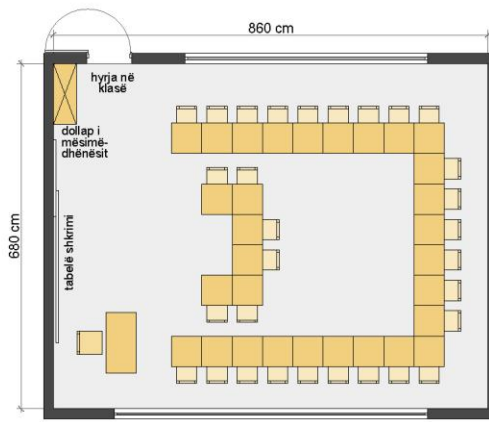 860 cm
hyrja në
klasë
dollap i
mësimë-
dhënësit
680 cm
tabelë shkrimi